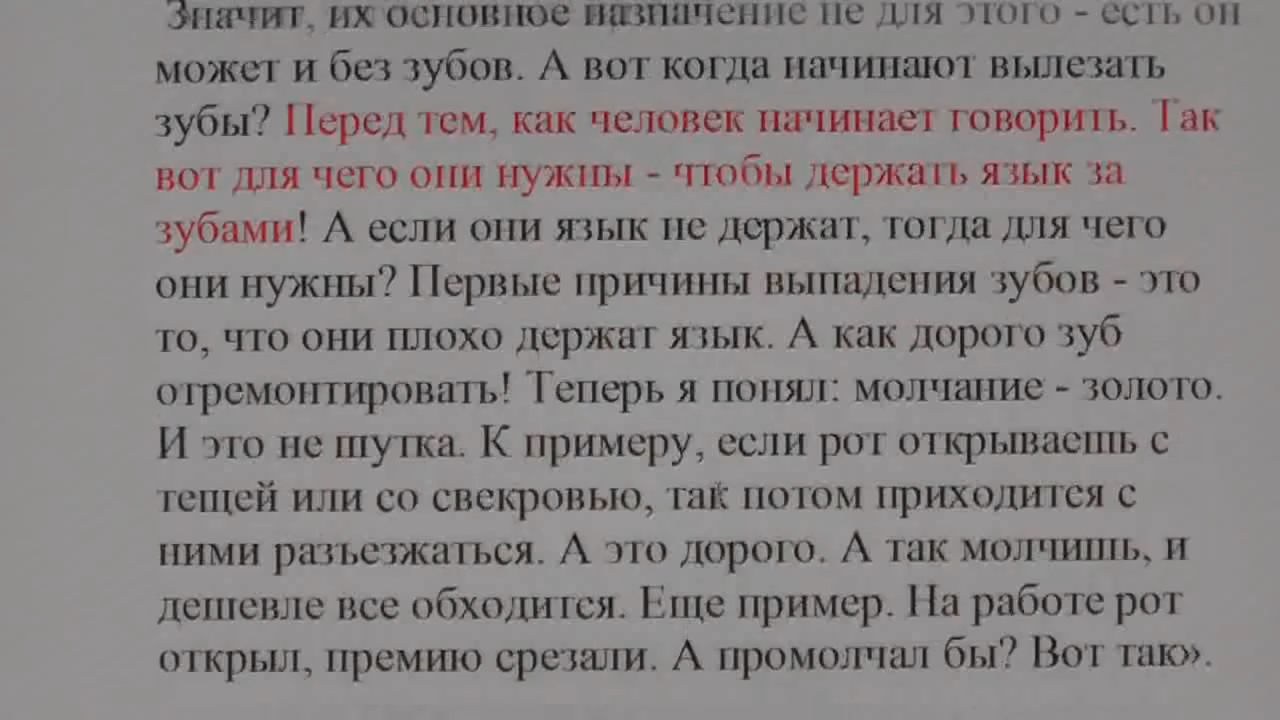 Значит, их основное назначение не для этого - есть он
может и без зубов. А вот когда начинают вылезать
зубы? Перед тем, как человек начинает говорить. Так
вот для чего они нужны - чтобы держать язык за
зубами! А если они язык не держат, тогда для чего
они нужны? Первые причины выпадения зубов - это
то, что они плохо держат язык. А как дорого зуб
отремонтировать! Теперь я понял: молчание - золото.
И это не шутка. К примеру, если рот открываешь с
тещей или со свекровью, так потом приходится с
ними разъезжаться. А это дорого. А так молчишь, и
дешевле все обходится. Еще пример. На работе рот
открыл, премию срезали. А промолчал бы? Вот так».